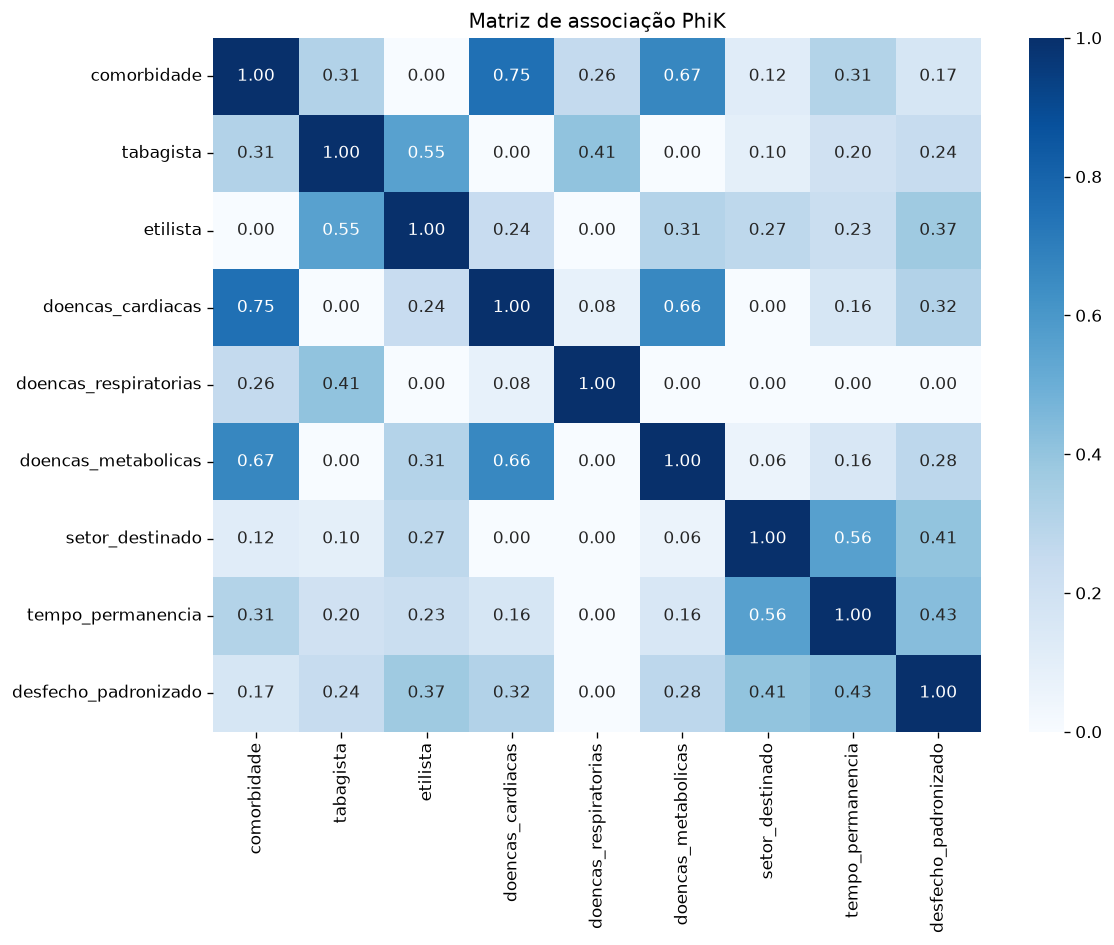 Matriz de associação PhiK
comorbidade 1.00 0.31 0.00 0.75 0.26 0.67 0.12 0.31 0.17
tabagista 0.31 1.00 0.55 0.00 0.41 0.00 0.10 0.20 0.24
etilista 0.00 0.55 1.00 0.24 0.00 0.31 0.27 0.23 0.37
doencas_cardiacas 0.75 0.00 0.24 1.00 0.08 0.66 0.00 0.16 0.32
doencas_respiratorias 0.26 0.41 0.00 0.08 1.00 0.00 0.00 0.00 0.00
doencas_metabolicas 0.67 0.00 0.31 0.66 0.00 1.00 0.06 0.16 0.28
setor_destinado 0.12 0.10 0.27 0.00 0.00 0.06 1.00 0.56 0.41
tempo_permanencia 0.31 0.20 0.23 0.16 0.00 0.16 0.56 1.00 0.43
desfecho_padronizado 0.17 0.24 0.37 0.32 0.00 0.28 0.41 0.43 1.00
comorbidade
tabagista
etilista
doencas_cardiacas
doencas_respiratorias
doencas_metabolicas
setor_destinado
tempo_permanencia
desfecho_padronizado
1.0
0.8
0.6
0.4
0.2
0.0